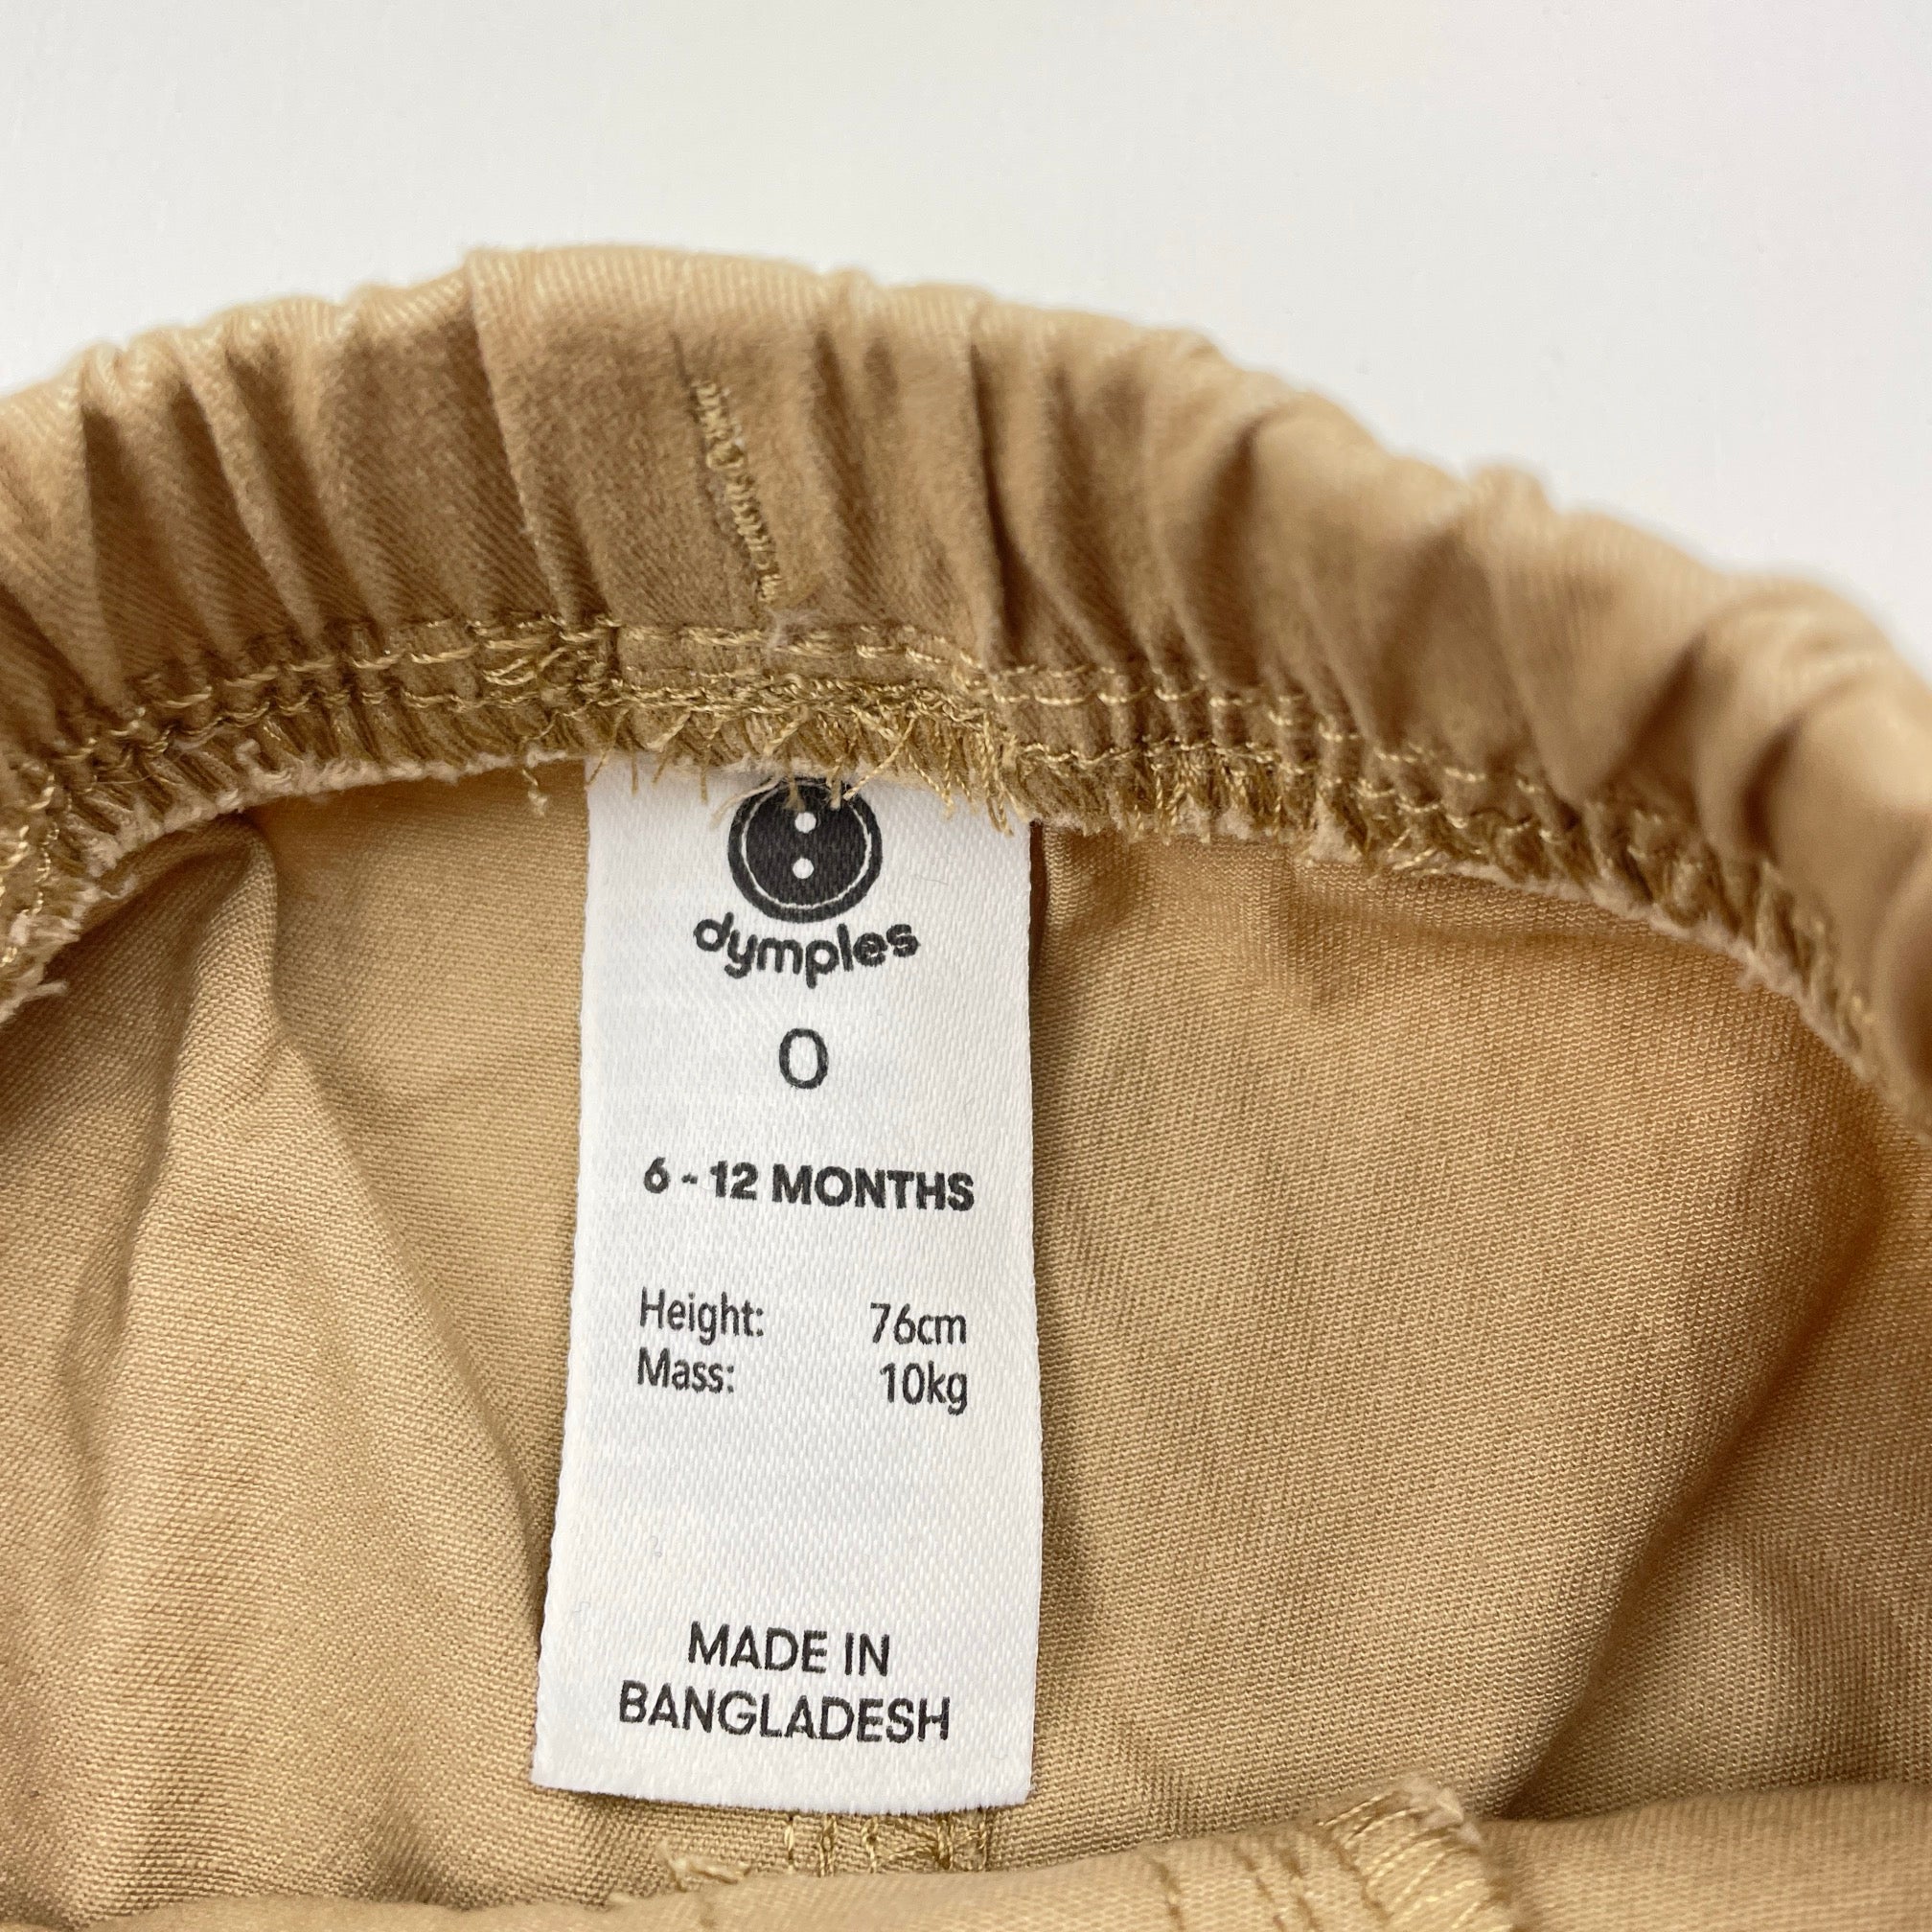 dymples
0
6 - 12 MONTHS
Height: 76cm
Mass: 10kg
MADE IN
BANGLADESH